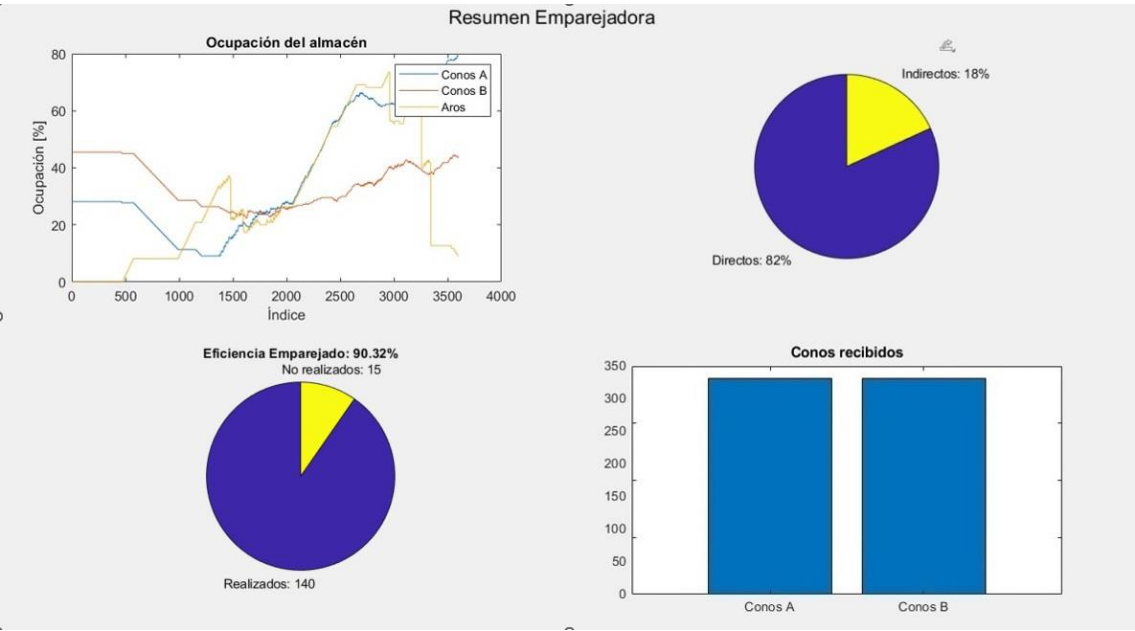 Resumen Emparejadora
Ocupación del almacén
80
60
40
20
0
Ocupación [%]
0 500 1000 1500 2000 2500 3000 3500 4000
Índice
Conos A
Conos B
Aros
Indirectos: 18%
Directos: 82%
Eficiencia Emparejado: 90.32%
No realizados: 15
Realizados: 140
Conos recibidos
350
300
250
200
150
100
50
0
Conos A Conos B